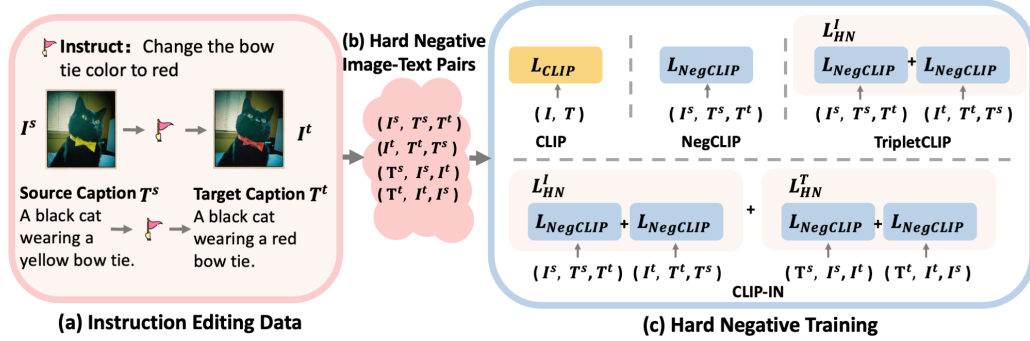 Instruct: Change the bow
tie color to red
I^s
I^t
Source Caption T^s
A black cat
wearing a
yellow bow tie.
Target Caption T^t
A black cat
wearing a red
bow tie.
(a) Instruction Editing Data
(b) Hard Negative
Image-Text Pairs
( I^s, T^s, T^t )
( I^t, T^t, T^s )
( T^s, I^s, I^t )
( T^t, I^t, I^s )
L_CLIP
( I, T )
CLIP
L_NegCLIP
( I^s, T^s, T^t )
NegCLIP
L^I_HN
L_NegCLIP + L_NegCLIP
( I^s, T^s, T^t ) ( I^t, T^t, T^s )
TripletCLIP
L^I_HN
L_NegCLIP + L_NegCLIP
( I^s, T^s, T^t ) ( I^t, T^t, T^s )
+
L^T_HN
L_NegCLIP + L_NegCLIP
( T^s, I^s, I^t ) ( T^t, I^t, I^s )
CLIP-IN
(c) Hard Negative Training